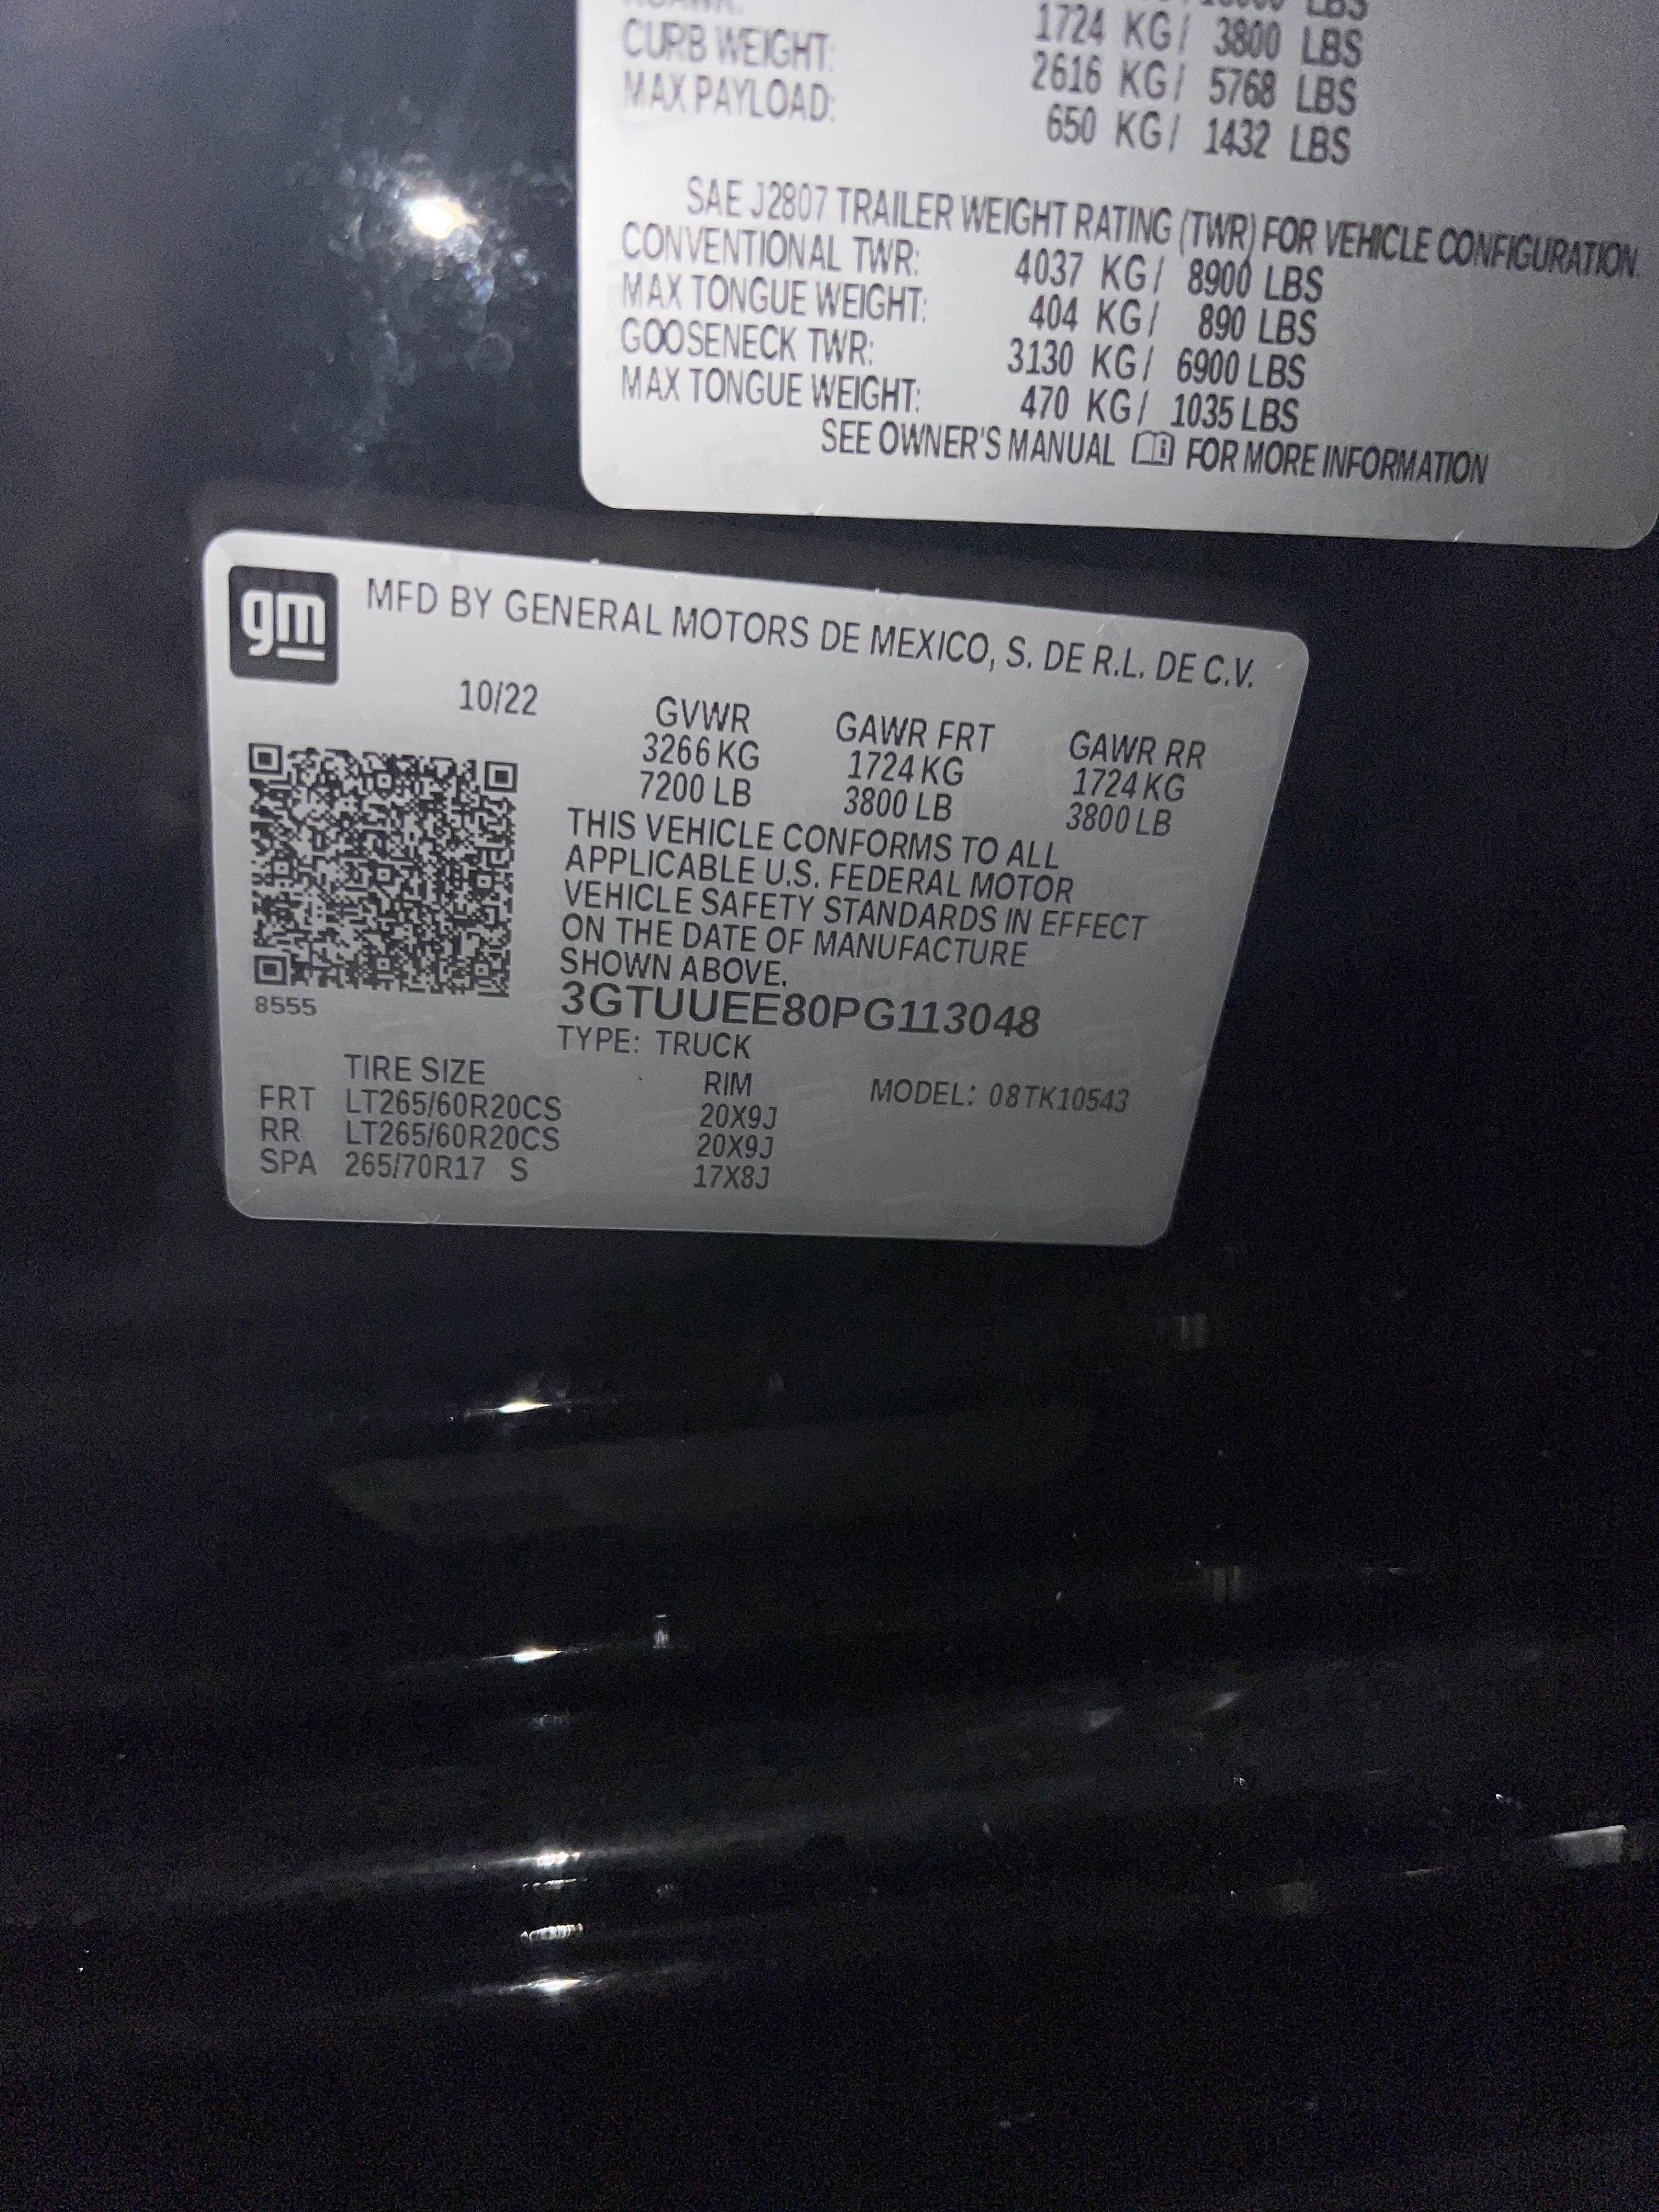 LBS
1724 KG/ 3800 LBS
CURB WEIGHT: 2616 KG/ 5768 LBS
MAX PAYLOAD: 650 KG/ 1432 LBS
SAE J2807 TRAILER WEIGHT RATING (TWR) FOR VEHICLE CONFIGURATION
CONVENTIONAL TWR: 4037 KG/ 8900 LBS
MAX TONGUE WEIGHT: 404 KG/ 890 LBS
GOOSENECK TWR: 3130 KG/ 6900 LBS
MAX TONGUE WEIGHT: 470 KG/ 1035 LBS
SEE OWNER'S MANUAL FOR MORE INFORMATION
gm
MFD BY GENERAL MOTORS DE MEXICO, S. DE R.L. DE C.V.
10/22
GVWR GAWR FRT GAWR RR
3266 KG 1724 KG 1724 KG
7200 LB 3800 LB 3800 LB
THIS VEHICLE CONFORMS TO ALL
APPLICABLE U.S. FEDERAL MOTOR
VEHICLE SAFETY STANDARDS IN EFFECT
ON THE DATE OF MANUFACTURE
SHOWN ABOVE.
8555
3GTUUEE80PG113048
TYPE: TRUCK
TIRE SIZE RIM MODEL: 08TK10543
FRT LT265/60R20CS 20X9J
RR LT265/60R20CS 20X9J
SPA 265/70R17 S 17X8J